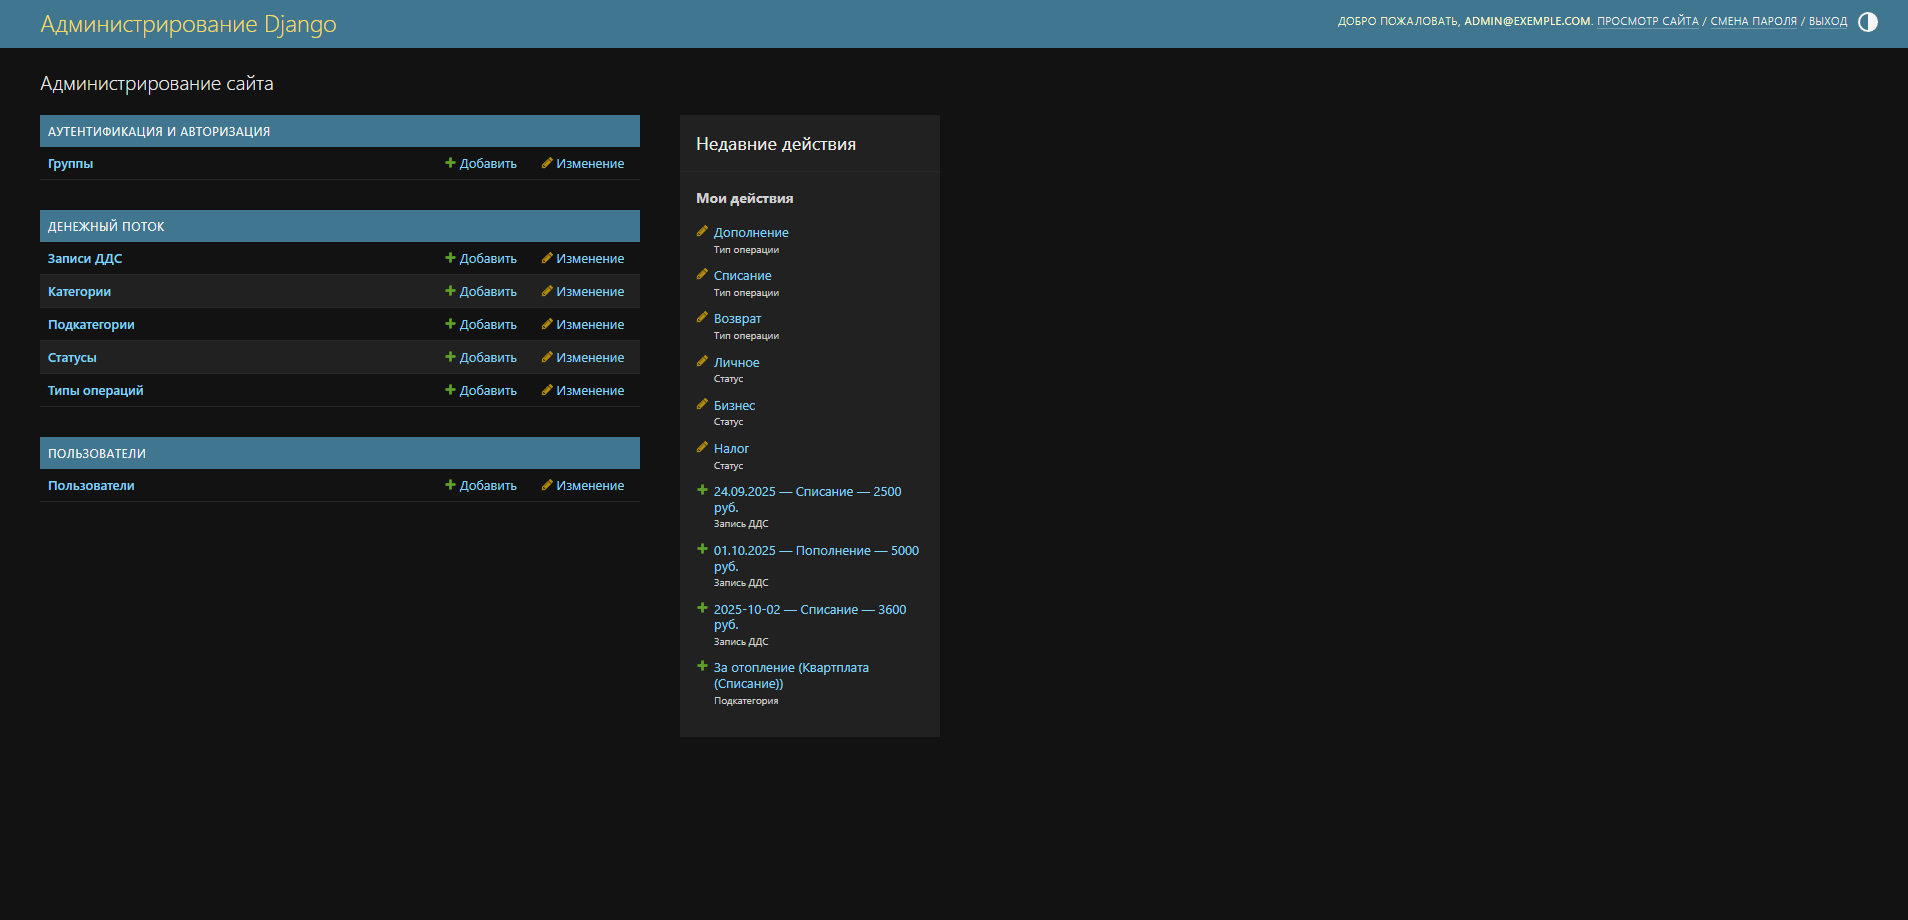 Администрирование Django
ДОБРО ПОЖАЛОВАТЬ, ADMIN@EXEMPLE.COM. ПРОСМОТР САЙТА / СМЕНА ПАРОЛЯ / ВЫХОД
Администрирование сайта
АУТЕНТИФИКАЦИЯ И АВТОРИЗАЦИЯ
Группы Добавить Изменение
ДЕНЕЖНЫЙ ПОТОК
Записи ДДС Добавить Изменение
Категории Добавить Изменение
Подкатегории Добавить Изменение
Статусы Добавить Изменение
Типы операций Добавить Изменение
ПОЛЬЗОВАТЕЛИ
Пользователи Добавить Изменение
Недавние действия
Мои действия
Дополнение
Тип операции
Списание
Тип операции
Возврат
Тип операции
Личное
Статус
Бизнес
Статус
Налог
Статус
24.09.2025 — Списание — 2500
руб.
Запись ДДС
01.10.2025 — Пополнение — 5000
руб.
Запись ДДС
2025-10-02 — Списание — 3600
руб.
Запись ДДС
За отопление (Квартплата
(Списание))
Подкатегория